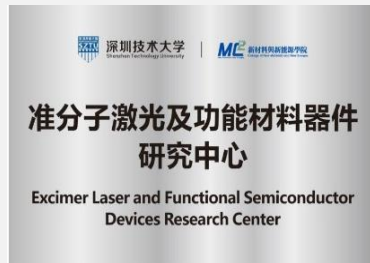 SZTU 深圳技术大学
Shenzhen Technology University
MC² 新材料与新能源学院
准分子激光及功能材料器件
研究中心
Excimer Laser and Functional Semiconductor
Devices Research Center